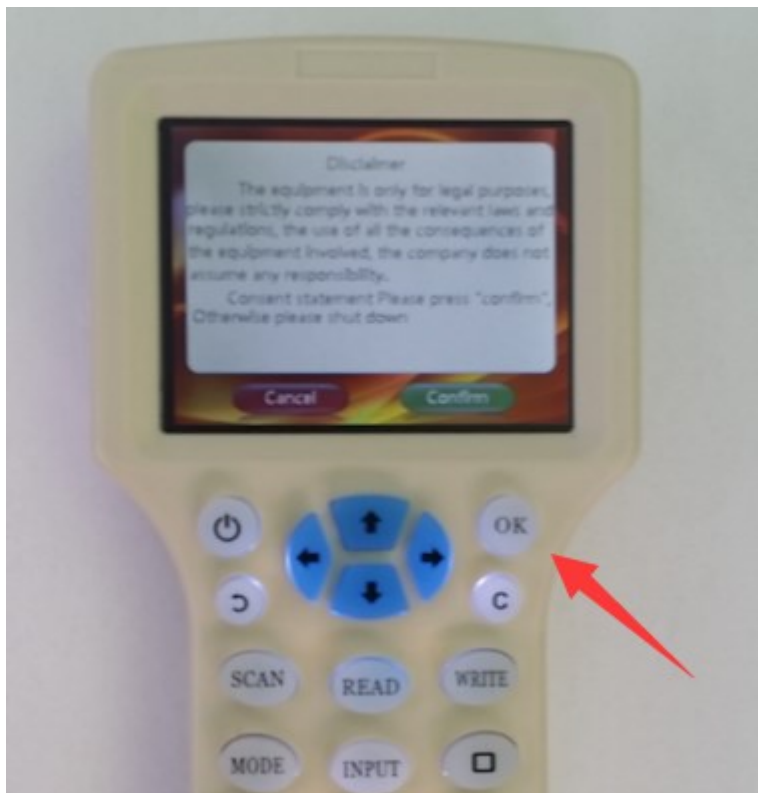 Disclaimer
The equipment is only for legal purposes,
please strictly comply with the relevant laws and
regulations, the use of all the consequences of
the equipment involved, the company does not
assume any responsibility.
Consent statement Please press "confirm",
Otherwise please shut down
Cancel Confirm
OK
C
SCAN READ WRITE
MODE INPUT